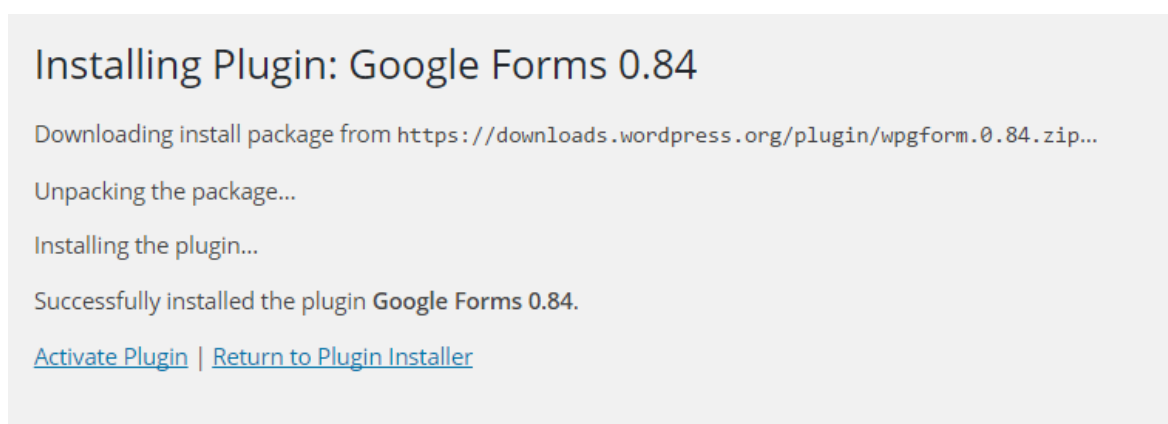 Installing Plugin: Google Forms 0.84
Downloading install package from https://downloads.wordpress.org/plugin/wpgform.0.84.zip…
Unpacking the package…
Installing the plugin…
Successfully installed the plugin Google Forms 0.84.
Activate Plugin | Return to Plugin Installer